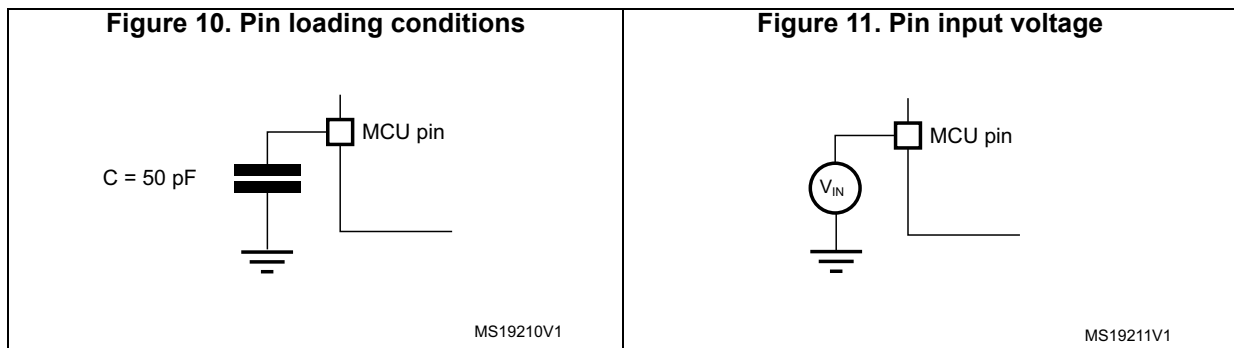 Figure 10. Pin loading conditions
MCU pin
C = 50 pF
MS19210V1
Figure 11. Pin input voltage
MCU pin
VIN
MS19211V1